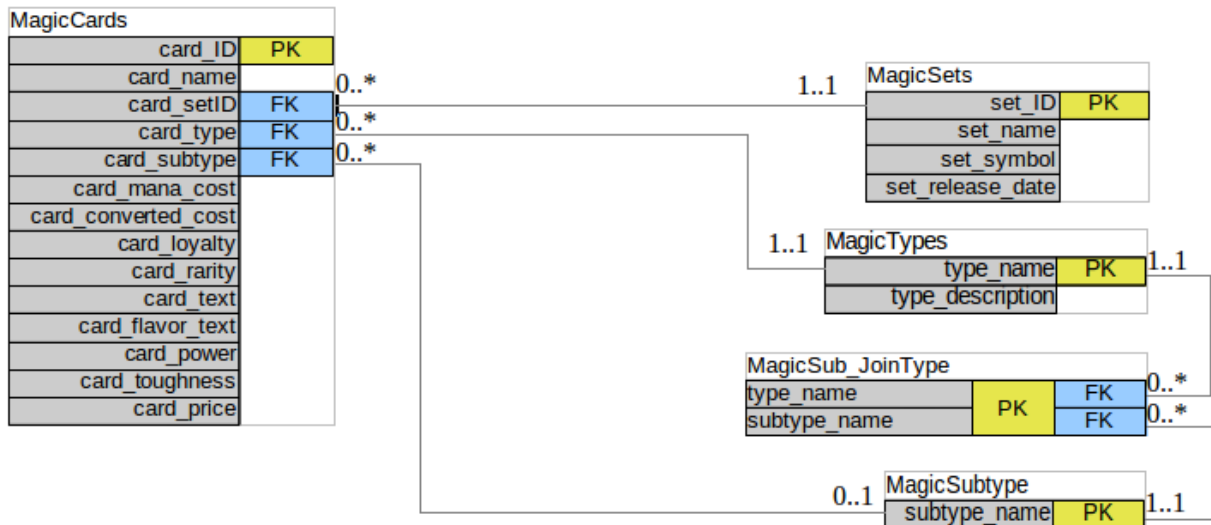 MagicCards
card_ID PK
card_name
card_setID FK 0..*
card_type FK 0..*
card_subtype FK 0..*
card_mana_cost
card_converted_cost
card_loyalty
card_rarity
card_text
card_flavor_text
card_power
card_toughness
card_price
1..1 MagicSets
set_ID PK
set_name
set_symbol
set_release_date
1..1 MagicTypes
type_name PK 1..1
type_description
MagicSub_JoinType
type_name PK FK 0..*
subtype_name FK 0..*
0..1 MagicSubtype
subtype_name PK 1..1